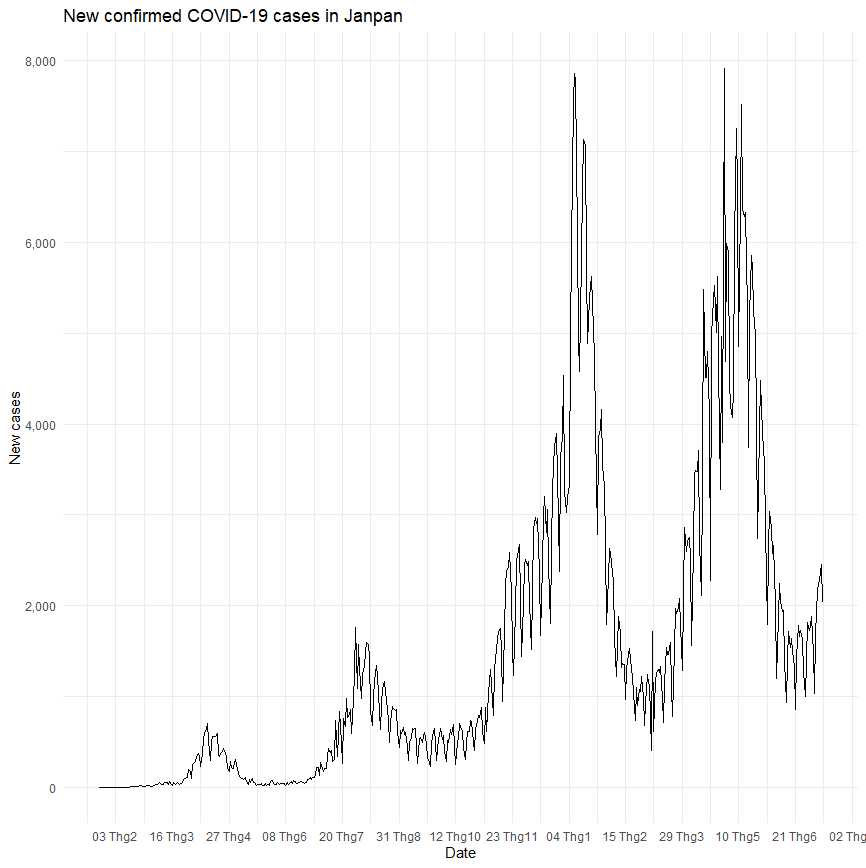 New confirmed COVID-19 cases in Janpan
8,000
6,000
4,000
2,000
0
New cases
03 Thg2 16 Thg3 27 Thg4 08 Thg6 20 Thg7 31 Thg8 12 Thg10 23 Thg11 04 Thg1 15 Thg2 29 Thg3 10 Thg5 21 Thg6 02 Thg
Date